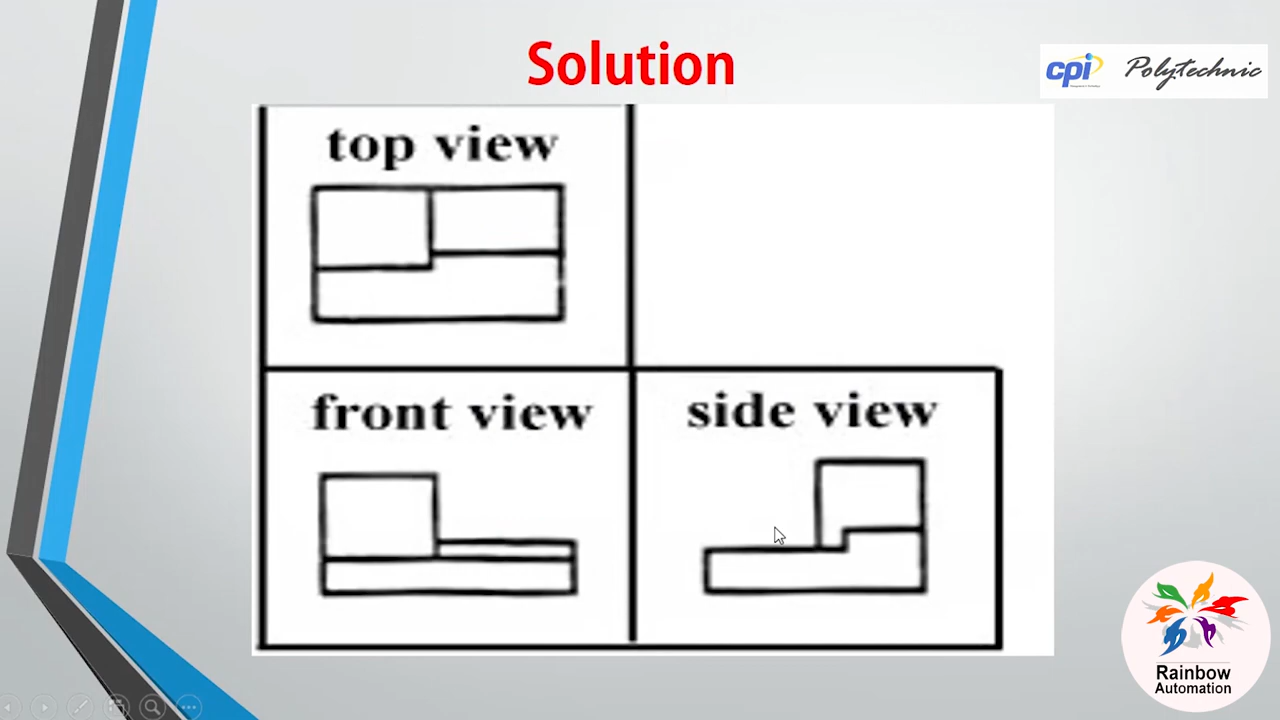 Solution
cpi Polytechnic
top view
front view
side view
Rainbow
Automation